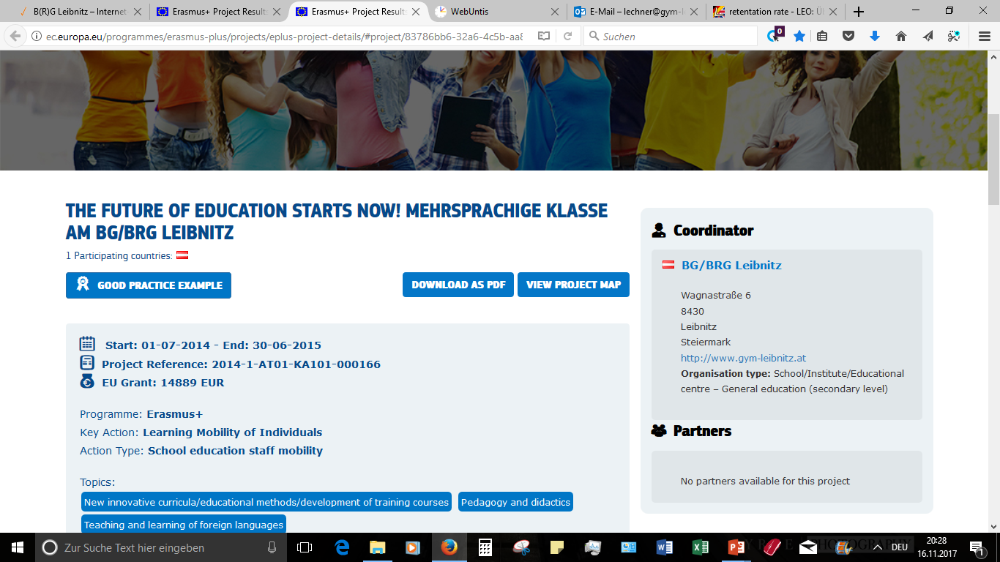 B(R)G Leibnitz – Internet-
Erasmus+ Project Results
Erasmus+ Project Results
WebUntis
E-Mail – lechner@gym-l
retentation rate - LEO: Ü
ec.europa.eu/programmes/erasmus-plus/projects/eplus-project-details/#project/83786bb6-32a6-4c5b-aa8
Suchen
0
THE FUTURE OF EDUCATION STARTS NOW! MEHRSPRACHIGE KLASSE
AM BG/BRG LEIBNITZ
1 Participating countries:
GOOD PRACTICE EXAMPLE
DOWNLOAD AS PDF
VIEW PROJECT MAP
Start: 01-07-2014 - End: 30-06-2015
Project Reference: 2014-1-AT01-KA101-000166
EU Grant: 14889 EUR
Programme: Erasmus+
Key Action: Learning Mobility of Individuals
Action Type: School education staff mobility
Topics:
New innovative curricula/educational methods/development of training courses
Pedagogy and didactics
Teaching and learning of foreign languages
Coordinator
BG/BRG Leibnitz
Wagnastraße 6
8430
Leibnitz
Steiermark
http://www.gym-leibnitz.at
Organisation type: School/Institute/Educational
centre – General education (secondary level)
Partners
No partners available for this project
Zur Suche Text hier eingeben
PHOTOGRAPHY
DEU
20:28
16.11.2017
1